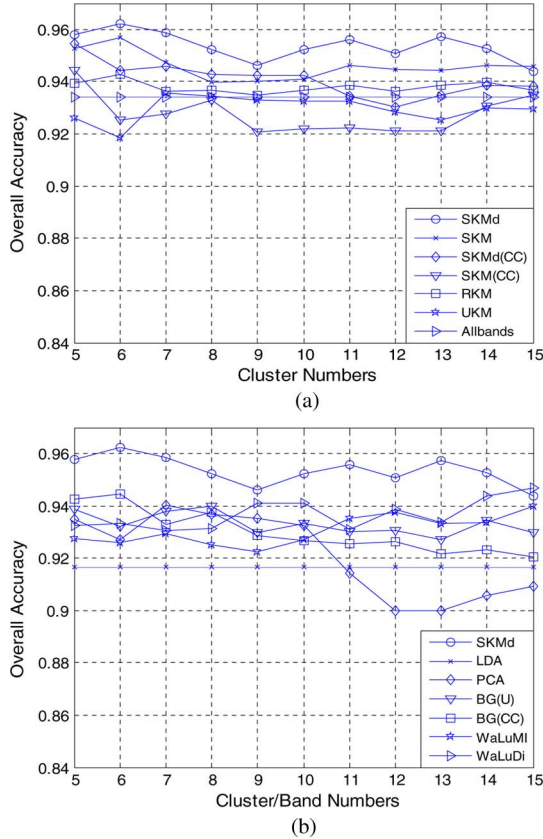 0.96
0.94
0.92
0.9
0.88
0.86
0.84
Overall Accuracy
5 6 7 8 9 10 11 12 13 14 15
Cluster Numbers
SKMd
SKM
SKMd(CC)
SKM(CC)
RKM
UKM
Allbands
(a)
0.96
0.94
0.92
0.9
0.88
0.86
0.84
Overall Accuracy
5 6 7 8 9 10 11 12 13 14 15
Cluster/Band Numbers
SKMd
LDA
PCA
BG(U)
BG(CC)
WaLuMI
WaLuDi
(b)